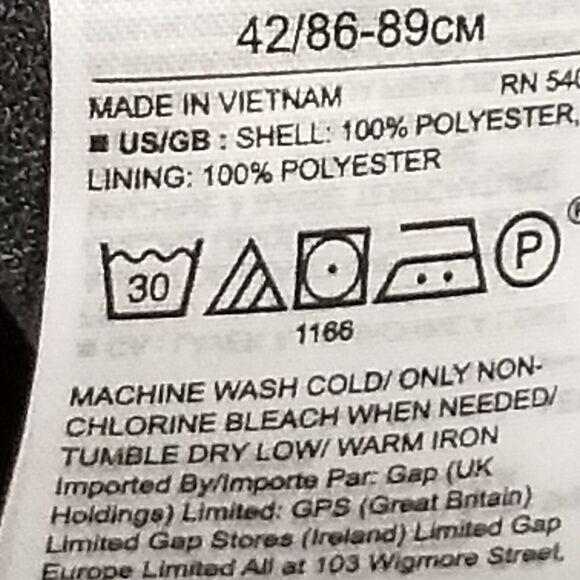 42/86-89CM
MADE IN VIETNAM RN 540
US/GB : SHELL: 100% POLYESTER,
LINING: 100% POLYESTER
30 P ®
1166
MACHINE WASH COLD/ ONLY NON-
CHLORINE BLEACH WHEN NEEDED/
TUMBLE DRY LOW/ WARM IRON
Imported By/Importe Par: Gap (UK
Holdings) Limited: GPS (Great Britain)
Limited Gap Stores (Ireland) Limited Gap
Europe Limited All at 103 Wigmore Street,